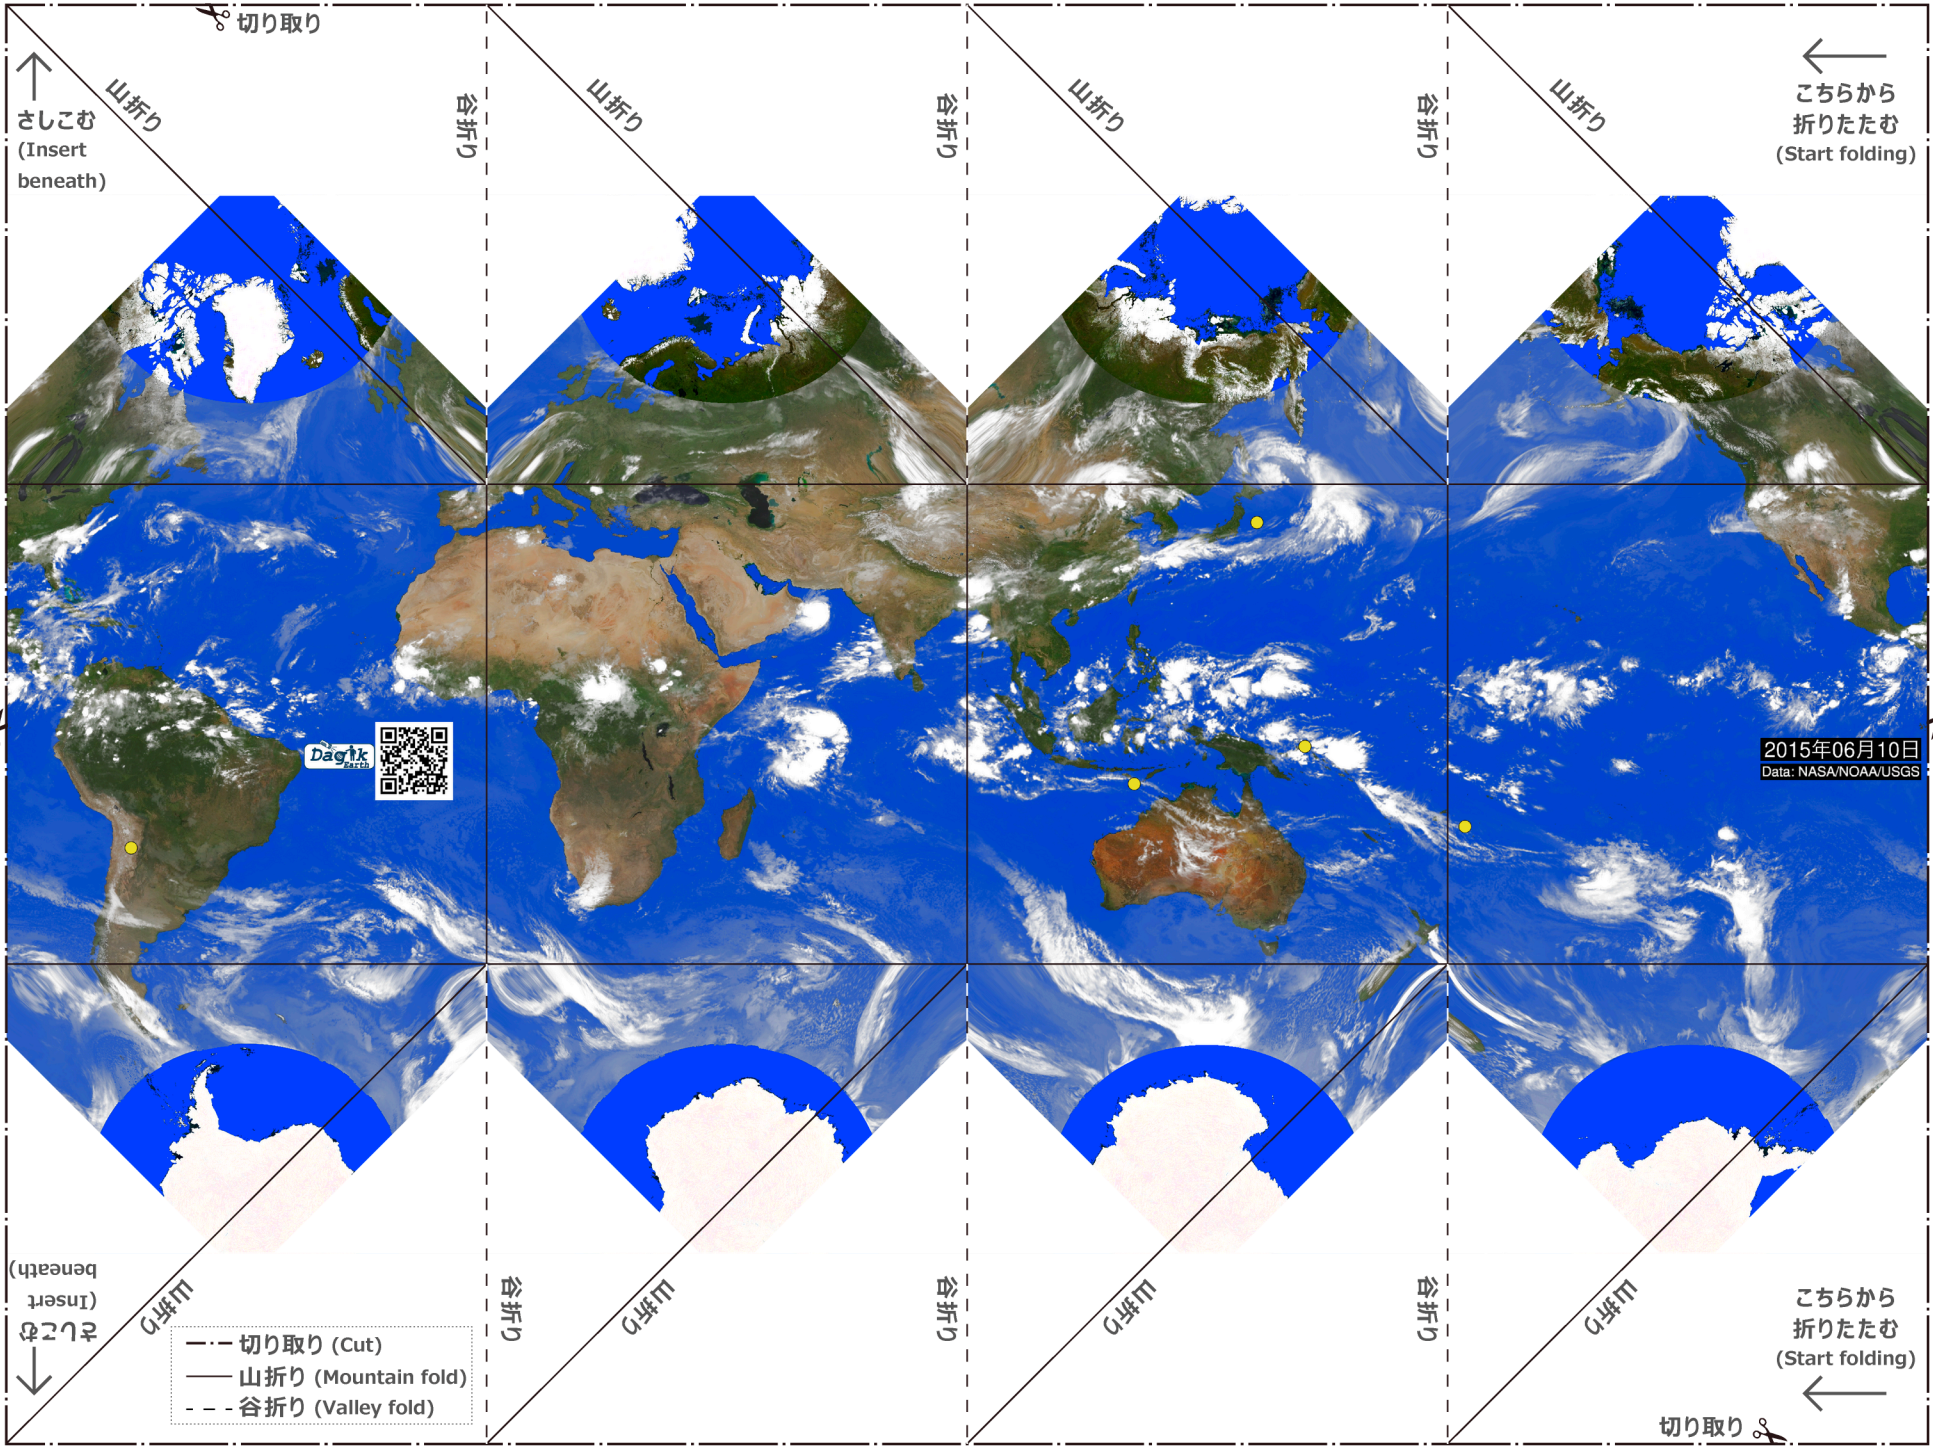 切り取り
山折り
谷折り
山折り
谷折り
山折り
谷折り
山折り
さしこむ
(Insert
beneath)
こちらから
折りたたむ
(Start folding)
Dagik
Earth
2015年06月10日
Data: NASA/NOAA/USGS
さしこむ
(Insert
beneath)
山折り
谷折り
山折り
谷折り
山折り
谷折り
山折り
切り取り (Cut)
山折り (Mountain fold)
谷折り (Valley fold)
こちらから
折りたたむ
(Start folding)
切り取り